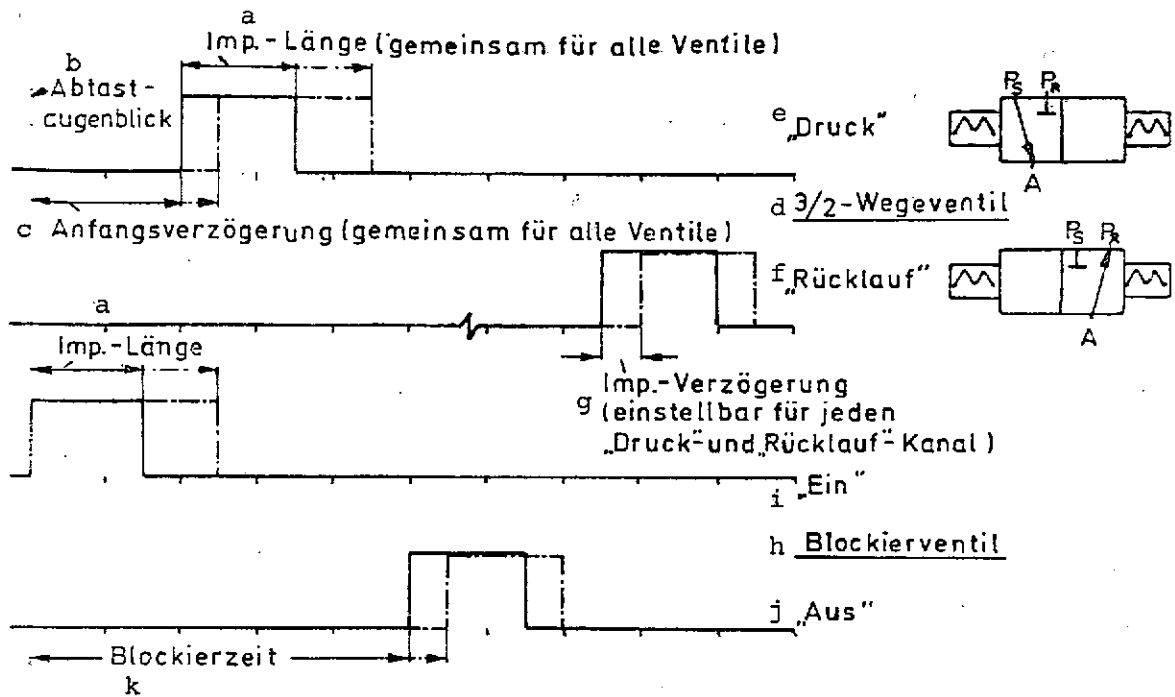 a
Imp.-Länge (gemeinsam für alle Ventile)
b
Abtast-
augenblick
e „Druck"
P_S P_R
A
d 3/2-Wegeventil
c Anfangsverzögerung (gemeinsam für alle Ventile)
f „Rücklauf"
P_S P_R
A
a
Imp.-Länge
g Imp.-Verzögerung
(einstellbar für jeden
„Druck"und„Rücklauf"-Kanal)
i „Ein"
h Blockierventil
j „Aus"
Blockierzeit
k